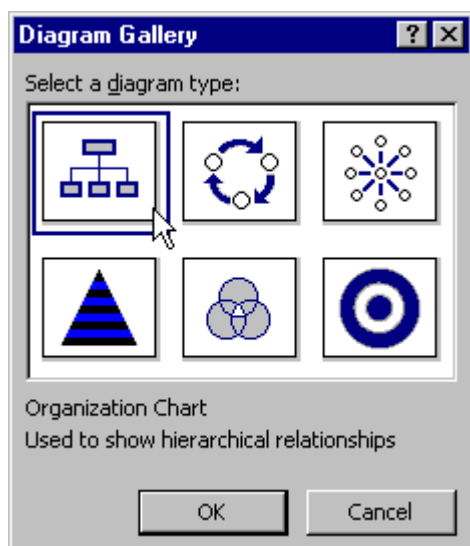 Diagram Gallery
Select a diagram type:
Organization Chart
Used to show hierarchical relationships
OK
Cancel